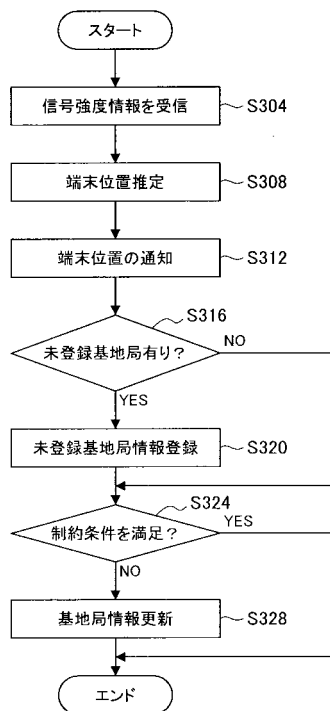 スタート
信号強度情報を受信 S304
端末位置推定 S308
端末位置の通知 S312
S316
未登録基地局有り? NO
YES
未登録基地局情報登録 S320
S324
制約条件を満足? YES
NO
基地局情報更新 S328
エンド